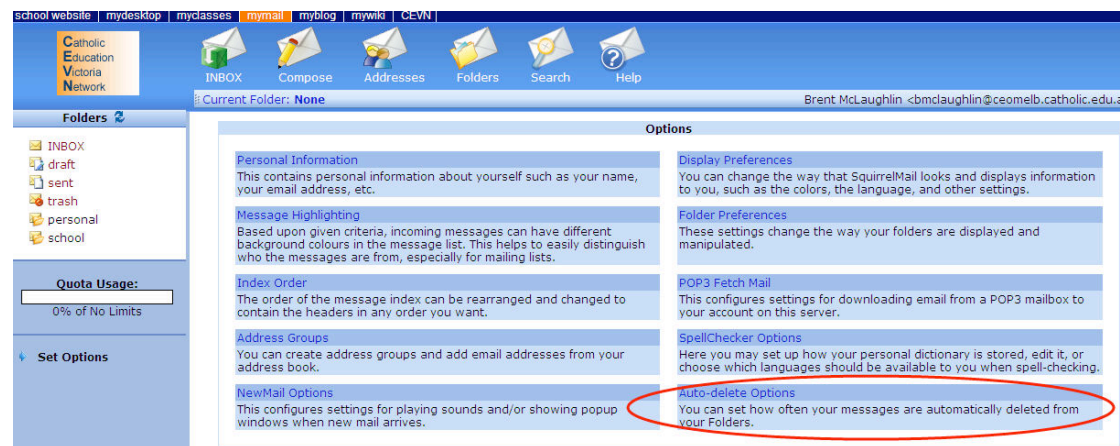 school website | mydesktop | myclasses | mymail | myblog | mywiki | CEVN |
Catholic
Education
Victoria
Network
INBOX Compose Addresses Folders Search Help
Current Folder: None Brent McLaughlin <bmclaughlin@ceomelb.catholic.edu.a
Folders
INBOX
draft
sent
trash
personal
school
Quota Usage:
0% of No Limits
Set Options
Options
Personal Information
This contains personal information about yourself such as your name,
your email address, etc.
Display Preferences
You can change the way that SquirrelMail looks and displays information
to you, such as the colors, the language, and other settings.
Message Highlighting
Based upon given criteria, incoming messages can have different
background colours in the message list. This helps to easily distinguish
who the messages are from, especially for mailing lists.
Folder Preferences
These settings change the way your folders are displayed and
manipulated.
Index Order
The order of the message index can be rearranged and changed to
contain the headers in any order you want.
POP3 Fetch Mail
This configures settings for downloading email from a POP3 mailbox to
your account on this server.
Address Groups
You can create address groups and add email addresses from your
address book.
SpellChecker Options
Here you may set up how your personal dictionary is stored, edit it, or
choose which languages should be available to you when spell-checking.
NewMail Options
This configures settings for playing sounds and/or showing popup
windows when new mail arrives.
Auto-delete Options
You can set how often your messages are automatically deleted from
your Folders.